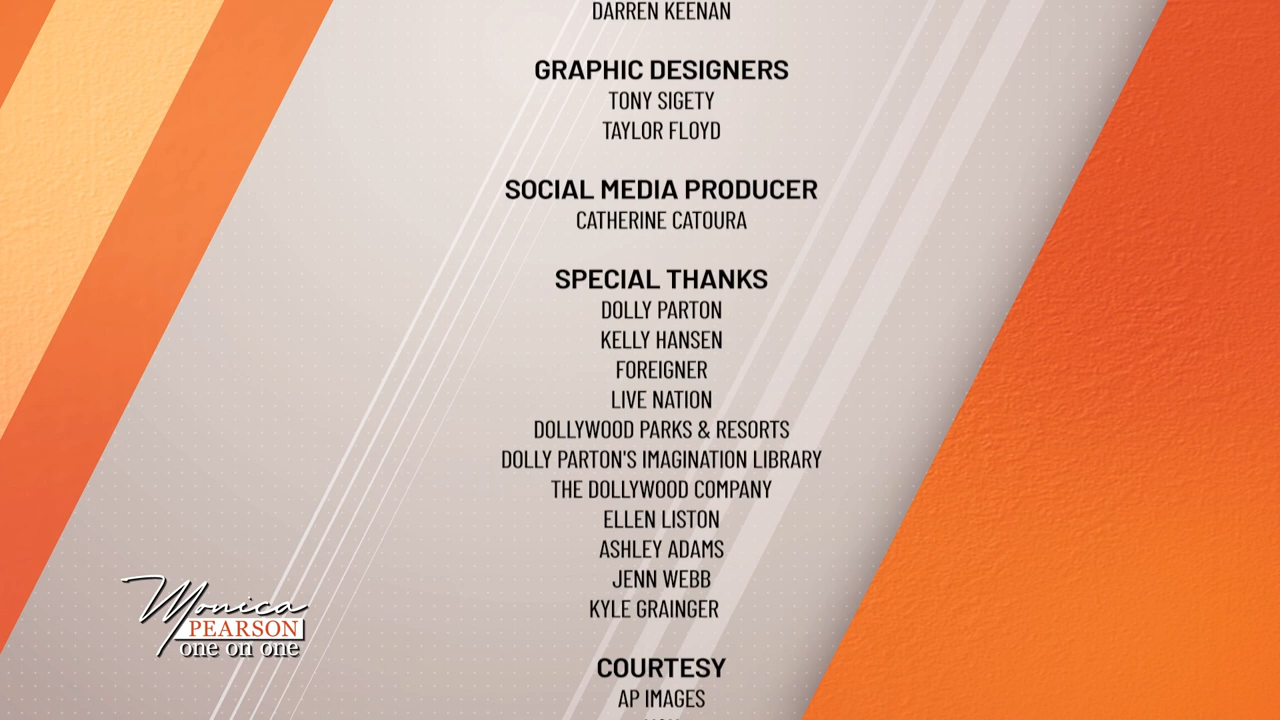 DARREN KEENAN
GRAPHIC DESIGNERS
TONY SIGETY
TAYLOR FLOYD
SOCIAL MEDIA PRODUCER
CATHERINE CATOURA
SPECIAL THANKS
DOLLY PARTON
KELLY HANSEN
FOREIGNER
LIVE NATION
DOLLYWOOD PARKS & RESORTS
DOLLY PARTON'S IMAGINATION LIBRARY
THE DOLLYWOOD COMPANY
ELLEN LISTON
ASHLEY ADAMS
JENN WEBB
KYLE GRAINGER
COURTESY
AP IMAGES
Monica
PEARSON
one on one